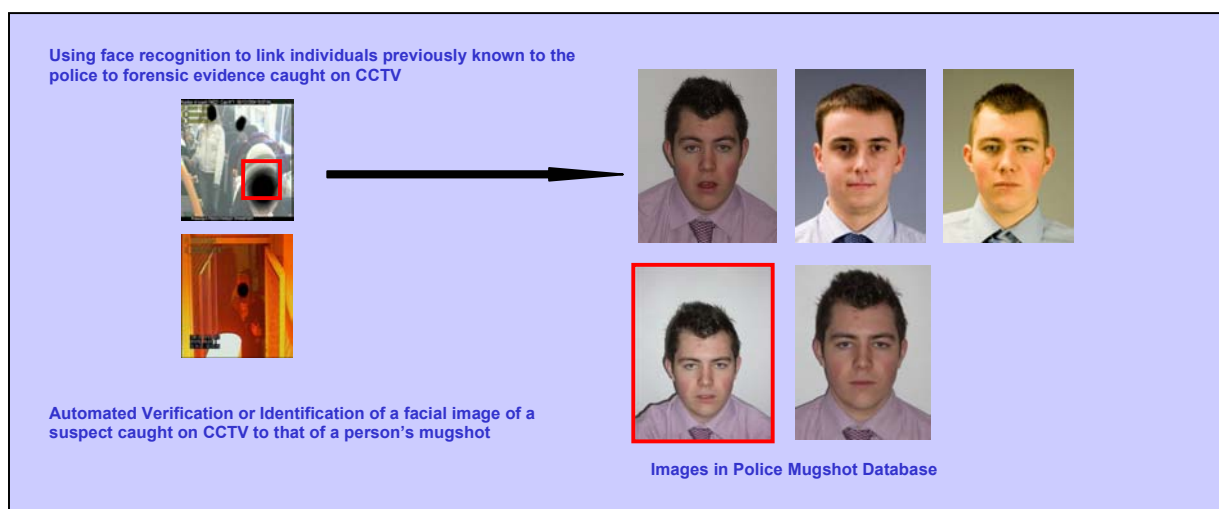 Using face recognition to link individuals previously known to the
police to forensic evidence caught on CCTV
Automated Verification or Identification of a facial image of a
suspect caught on CCTV to that of a person's mugshot
Images in Police Mugshot Database